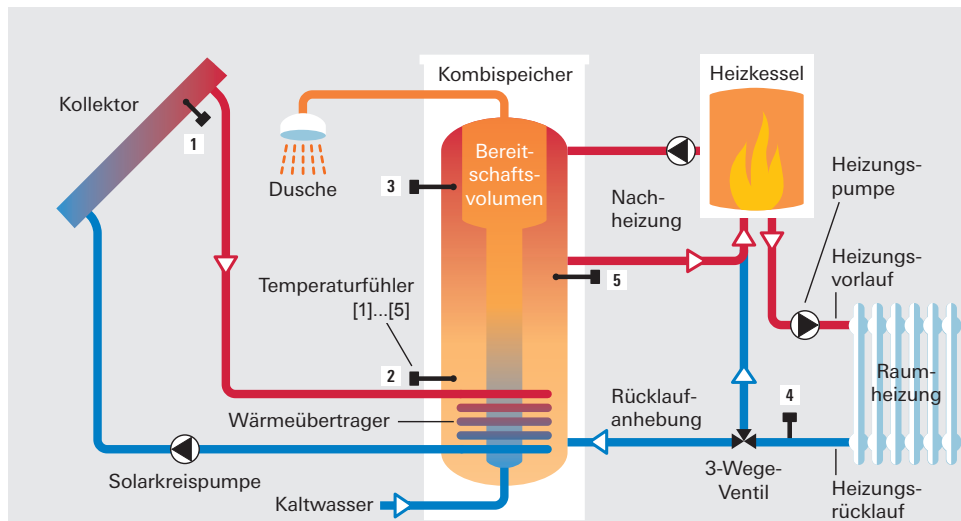 Kollektor
1
Kombispeicher
Heizkessel
Dusche
3
Bereit-
schafts-
volumen
Nach-
heizung
Heizungs-
pumpe
Heizungs-
vorlauf
5
Temperaturfühler
[1]...[5]
2
Wärmeübertrager
Rücklauf-
anhebung
4
Raum-
heizung
Solarkreispumpe
3-Wege-
Ventil
Kaltwasser
Heizungs-
rücklauf